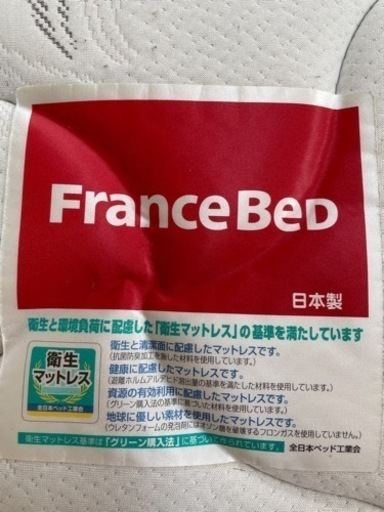 FranceBeD
日本製
衛生と環境負荷に配慮した「衛生マットレス」の基準を満たしています
衛生
マットレス
全日本ベッド工業会
衛生と清潔面に配慮したマットレスです。
(抗菌防臭加工を施した材料を使用しています。)
健康に配慮したマットレスです。
(遊離ホルムアルデヒド溶出量の基準を満たした材料を使用しています。)
資源の有効利用に配慮したマットレスです。
(グリーン購入法の基準に基づいた材料を使用しています。)
地球に優しい素材を使用したマットレスです。
(ウレタンフォームの発泡剤にはオゾン層を破壊するフロンガスを使用していません。)
衛生マットレス基準は「グリーン購入法」に基づいて作られています。
全日本ベッド工業会